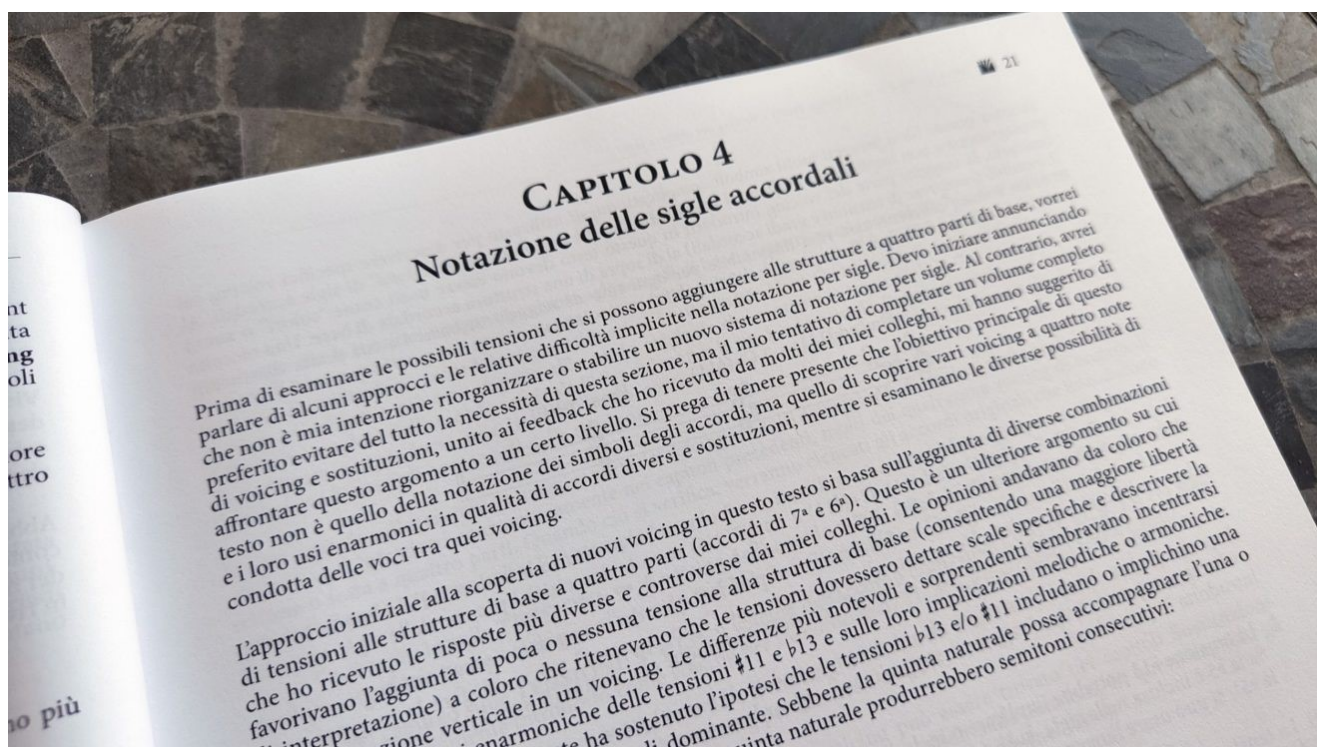 21
CAPITOLO 4
Notazione delle sigle accordali
Prima di esaminare le possibili tensioni che si possono aggiungere alle strutture a quattro parti di base, vorrei
parlare di alcuni approcci e le relative difficoltà implicite nella notazione per sigle. Devo iniziare annunciando
che non è mia intenzione riorganizzare o stabilire un nuovo sistema di notazione per sigle. Al contrario, avrei
preferito evitare del tutto la necessità di questa sezione, ma il mio tentativo di completare un volume completo
di voicing e sostituzioni, unito ai feedback che ho ricevuto da molti dei miei colleghi, mi hanno suggerito di
affrontare questo argomento a un certo livello. Si prega di tenere presente che l'obiettivo principale di questo
testo non è quello della notazione dei simboli degli accordi, ma quello di scoprire vari voicing a quattro note
e i loro usi enarmonici in qualità di accordi diversi e sostituzioni, mentre si esaminano le diverse possibilità di
condotta delle voci tra quei voicing.
L'approccio iniziale alla scoperta di nuovi voicing in questo testo si basa sull'aggiunta di diverse combinazioni
di tensioni alle strutture di base a quattro parti (accordi di 7ª e 6ª). Questo è un ulteriore argomento su cui
che ho ricevuto le risposte più diverse e controverse dai miei colleghi. Le opinioni andavano da coloro che
favorivano l'aggiunta di poca o nessuna tensione alla struttura di base (consentendo una maggiore libertà
interpretazione) a coloro che ritenevano che le tensioni dovessero dettare scale specifiche e descrivere la
zione verticale in un voicing. Le differenze più notevoli e sorprendenti sembravano incentrarsi
enarmoniche delle tensioni ♯11 e ♭13 e sulle loro implicazioni melodiche o armoniche.
te ha sostenuto l'ipotesi che le tensioni ♭13 e/o ♯11 includano o implichino una
di dominante. Sebbene la quinta naturale possa accompagnare l'una o
uinta naturale produrrebbero semitoni consecutivi:
nt
ta
ng
oli
ore
ttro
no più